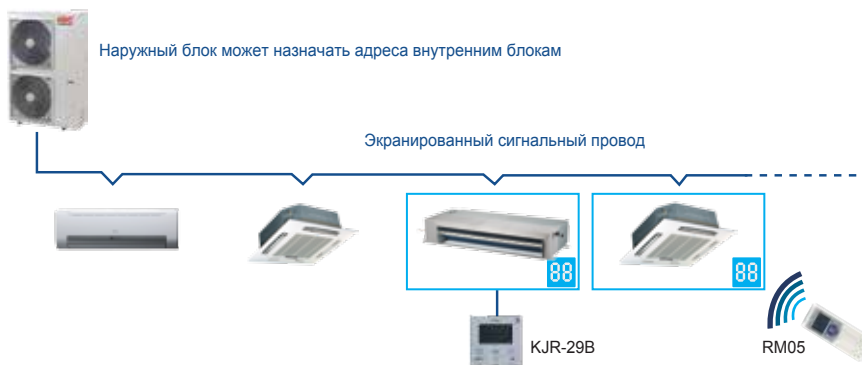 Наружный блок может назначать адреса внутренним блокам
Экранированный сигнальный провод
88
88
KJR-29B
RM05